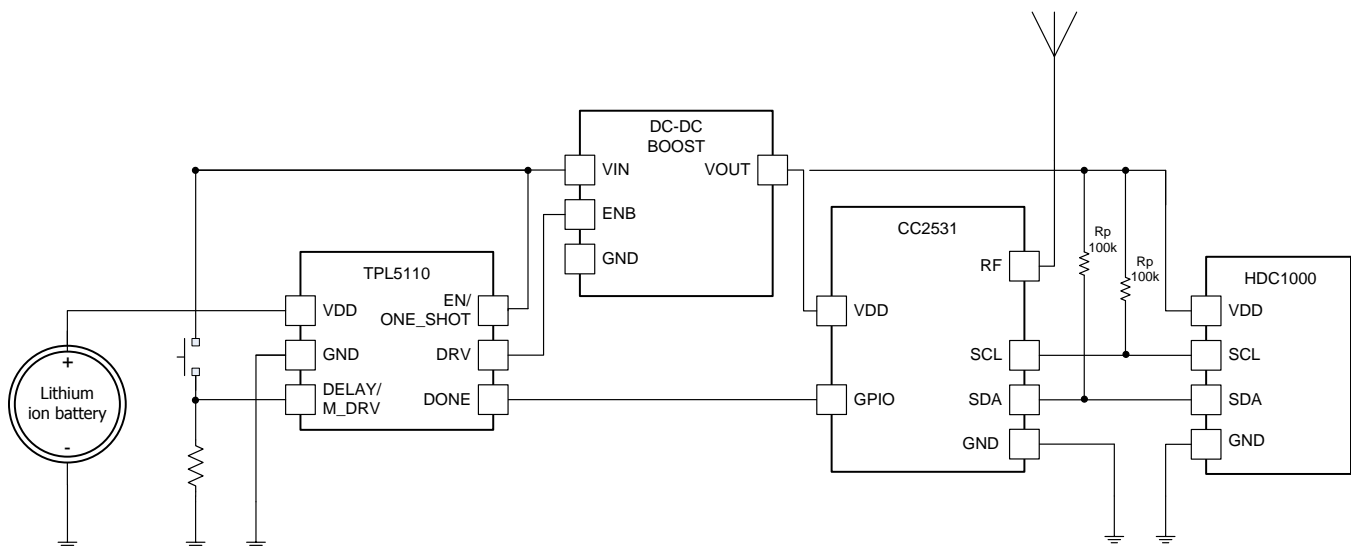 DC-DC
BOOST
VIN
VOUT
ENB
GND
TPL5110
VDD
EN/
ONE_SHOT
GND
DRV
DELAY/
M_DRV
DONE
+
Lithium
ion battery
-
CC2531
RF
VDD
SCL
GPIO
SDA
GND
Rp
100k
Rp
100k
HDC1000
VDD
SCL
SDA
GND